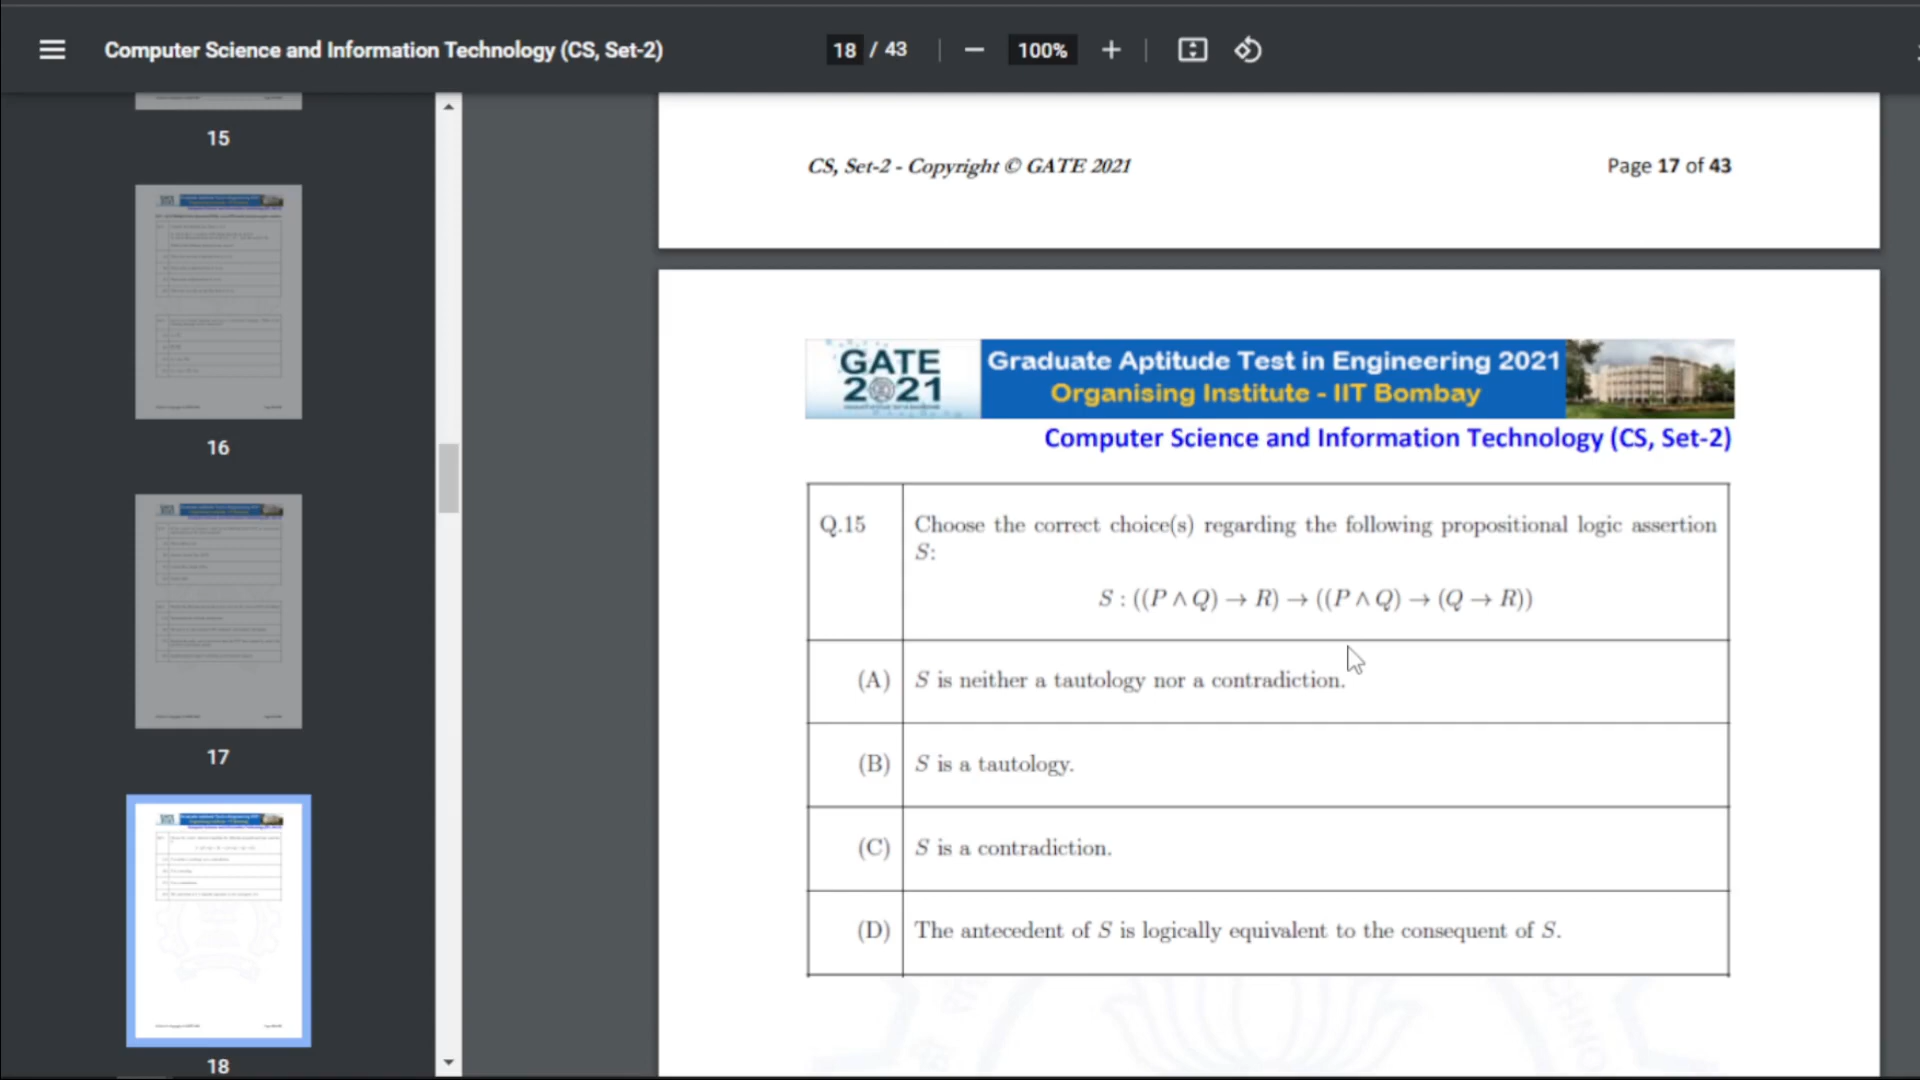 Computer Science and Information Technology (CS, Set-2)
18 / 43
100%
15
16
17
18
CS, Set-2 - Copyright © GATE 2021
Page 17 of 43
GATE
2021
Graduate Aptitude Test in Engineering 2021
Organising Institute - IIT Bombay
Computer Science and Information Technology (CS, Set-2)
Q.15 Choose the correct choice(s) regarding the following propositional logic assertion
S:
S : ((P ∧ Q) → R) → ((P ∧ Q) → (Q → R))
(A) S is neither a tautology nor a contradiction.
(B) S is a tautology.
(C) S is a contradiction.
(D) The antecedent of S is logically equivalent to the consequent of S.